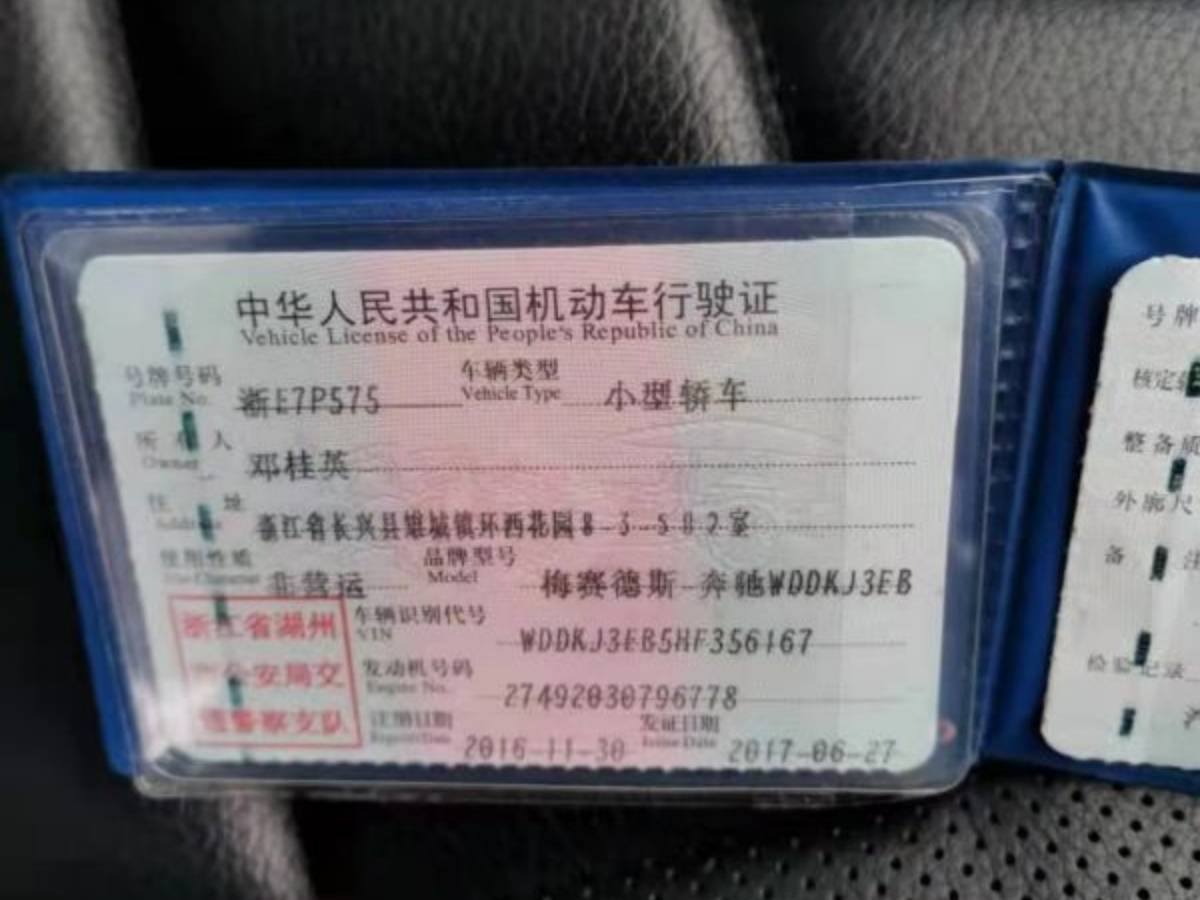 中华人民共和国机动车行驶证
Vehicle License of the People's Republic of China
号牌号码 浙E7P575 车辆类型 小型轿车
Plate No. Vehicle Type
所有人 邓桂英
Owner
住址 浙江省长兴县雉城镇环西花园8-3-502室
Address
使用性质 非营运 品牌型号 梅赛德斯-奔驰WDDKJ3EB
Use Character Model
车辆识别代号 WDDKJ3EB5HF356167
VIN
发动机号码 27492030796778
Engine No.
注册日期 2016-11-30 发证日期 2017-06-27
Register Date Issue Date
浙江省湖州
市公安局交
通警察支队
号牌
核定
整备质
外廓尺
备 注
检验记录